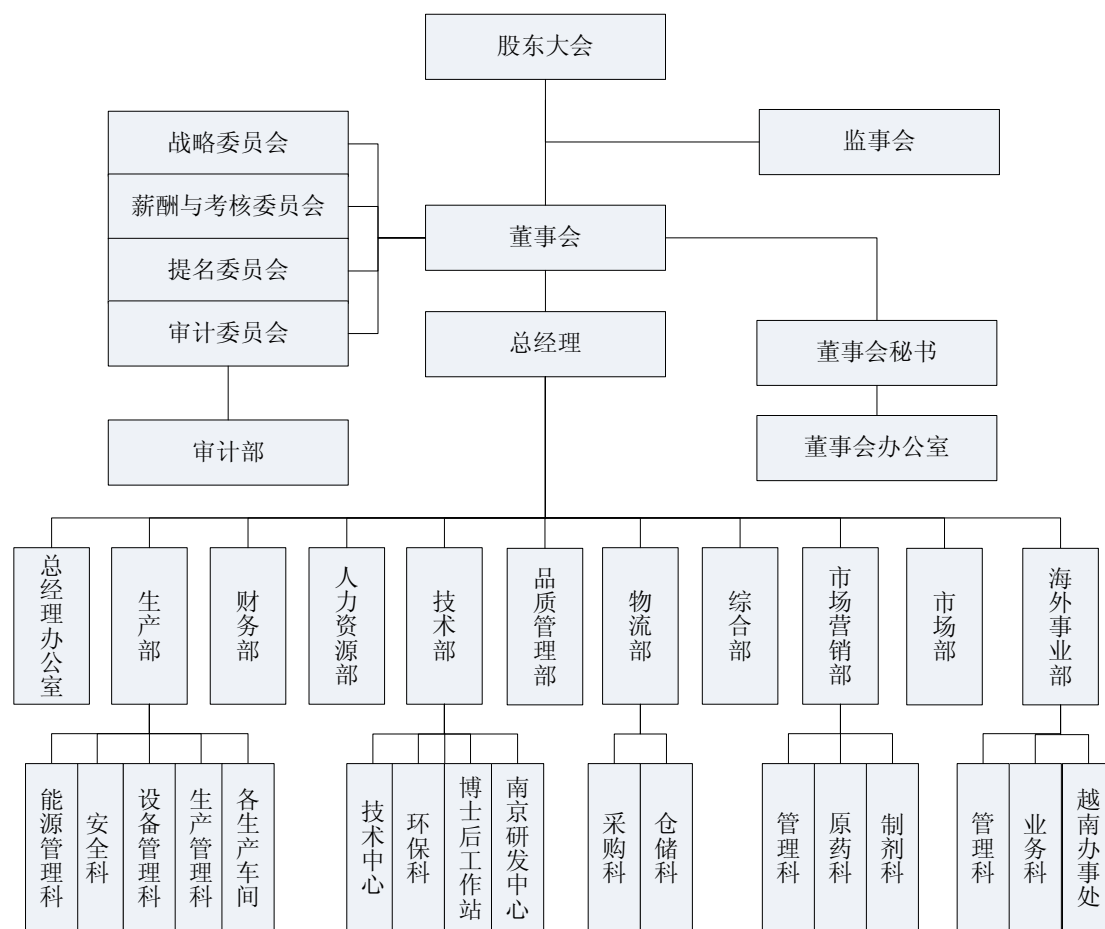 股东大会
战略委员会
监事会
薪酬与考核委员会
董事会
提名委员会
审计委员会
总经理
董事会秘书
审计部
董事会办公室
总经理办公室
生产部
财务部
人力资源部
技术部
品质管理部
物流部
综合部
市场营销部
市场部
海外事业部
能源管理科
安全科
设备管理科
生产管理科
各生产车间
技术中心
环保科
博士后工作站
南京研发中心
采购科
仓储科
管理科
原药科
制剂科
管理科
业务科
越南办事处